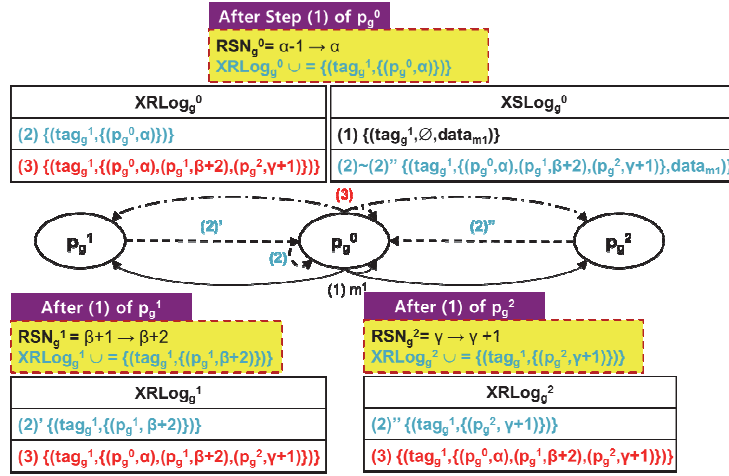 After Step (1) of p_g^0
RSN_g^0= α-1 → α
XRLog_g^0 ∪ = {(tag_g^1,{(p_g^0,α)})}
XRLog_g^0
XSLog_g^0
(2) {(tag_g^1,{(p_g^0,α)})}
(1) {(tag_g^1,∅,data_m1)}
(3) {(tag_g^1,{(p_g^0,α),(p_g^1,β+2),(p_g^2,γ+1)})}
(2)~(2)" {(tag_g^1,{(p_g^0,α),(p_g^1,β+2),(p_g^2,γ+1)},data_m1)}
(3)
p_g^1
(2)'
p_g^0
(2)"
p_g^2
(2)
(1) m^1
After (1) of p_g^1
RSN_g^1 = β+1 → β+2
XRLog_g^1 ∪ = {(tag_g^1,{(p_g^1,β+2)})}
XRLog_g^1
(2)' {(tag_g^1,{(p_g^1, β+2)})}
(3) {(tag_g^1,{(p_g^0,α),(p_g^1,β+2),(p_g^2,γ+1)})}
After (1) of p_g^2
RSN_g^2= γ → γ +1
XRLog_g^2 ∪ = {(tag_g^1,{(p_g^2,γ+1)})}
XRLog_g^2
(2)" {(tag_g^1,{(p_g^2, γ+1)})}
(3) {(tag_g^1,{(p_g^0,α),(p_g^1,β+2),(p_g^2,γ+1)})}